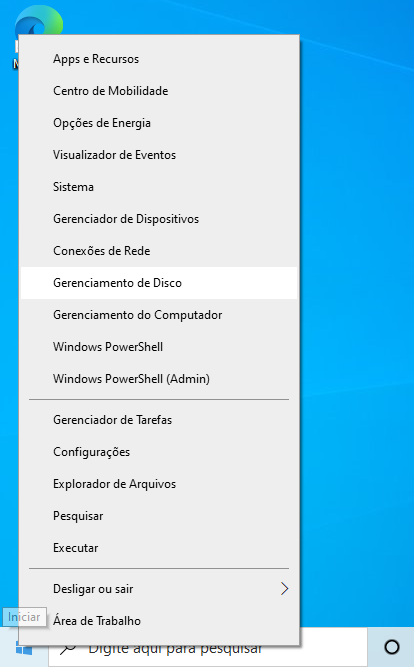 Apps e Recursos
Centro de Mobilidade
Opções de Energia
Visualizador de Eventos
Sistema
Gerenciador de Dispositivos
Conexões de Rede
Gerenciamento de Disco
Gerenciamento do Computador
Windows PowerShell
Windows PowerShell (Admin)
Gerenciador de Tarefas
Configurações
Explorador de Arquivos
Pesquisar
Executar
Desligar ou sair
Iniciar
Área de Trabalho
Digite aqui para pesquisar